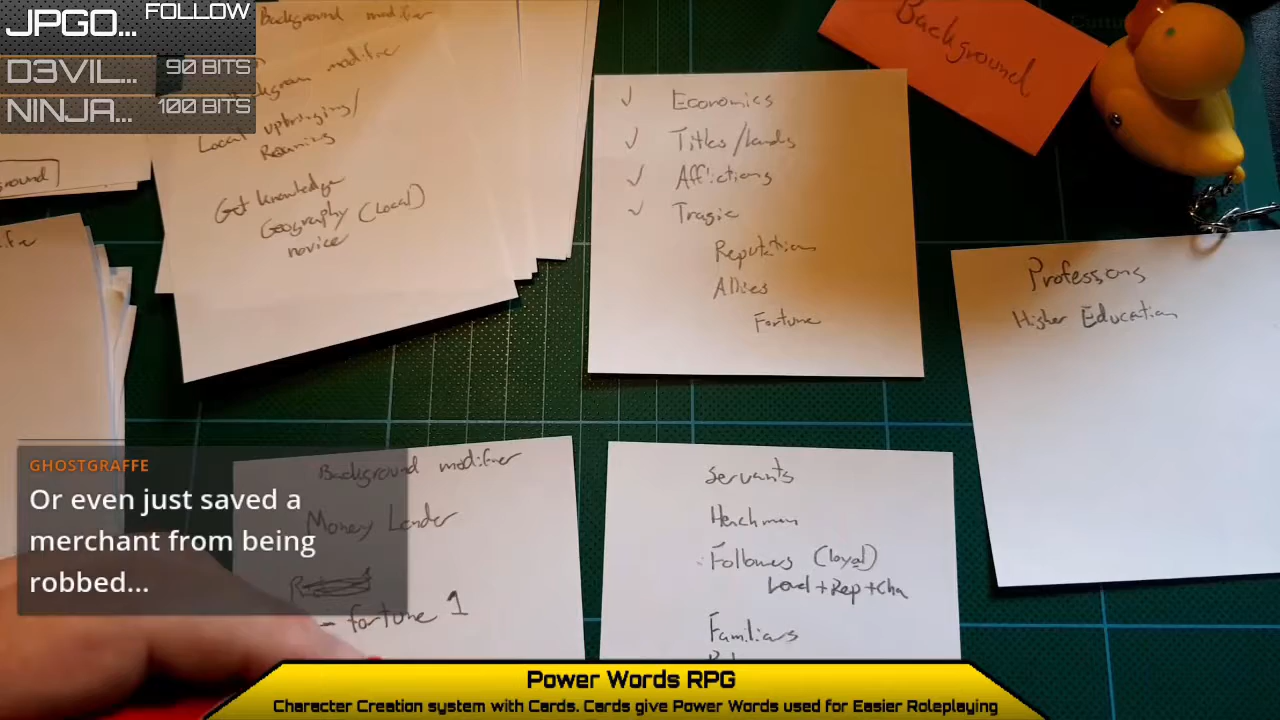 JPGO...
FOLLOW
D3VIL...
90 BITS
NINJA...
100 BITS
Background modifier
modifier
Local upbringing/
Roaming
Get knowledge
Geography (Local)
novice
Background
Economics
Titles/lands
Afflictions
Tragic
Reputation
Allies
Fortune
Professions
Higher Education
Background modifier
Money Lender
- fortune 1
Servants
Henchman
Followers (loyal)
Level+Rep+Cha
Familiars
GHOSTGRAFFE
Or even just saved a
merchant from being
robbed...
Power Words RPG
Character Creation system with Cards. Cards give Power Words used for Easier Roleplaying